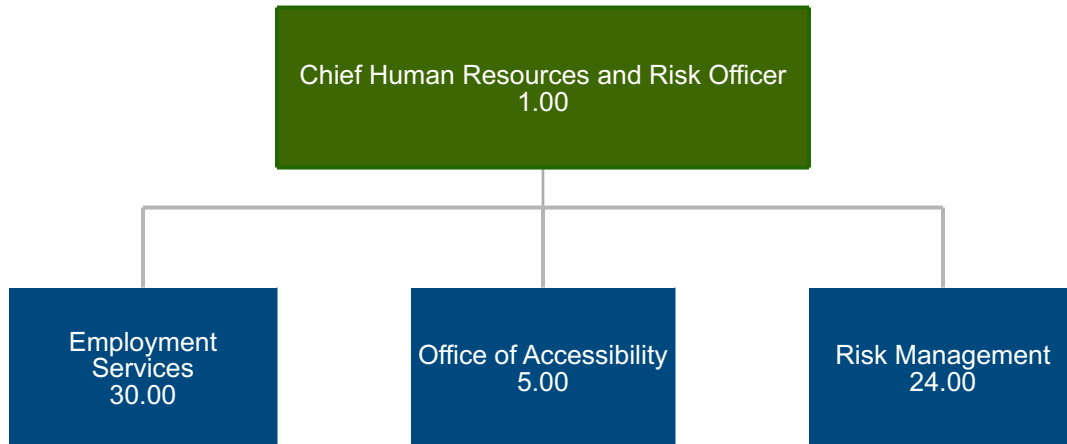 Chief Human Resources and Risk Officer
1.00
Employment
Services
30.00
Office of Accessibility
5.00
Risk Management
24.00